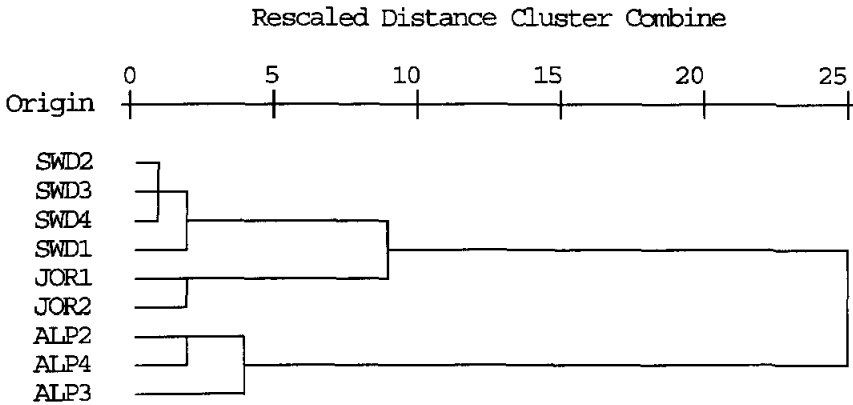 Rescaled Distance Cluster Combine
0 5 10 15 20 25
Origin
SWD2
SWD3
SWD4
SWD1
JOR1
JOR2
ALP2
ALP4
ALP3